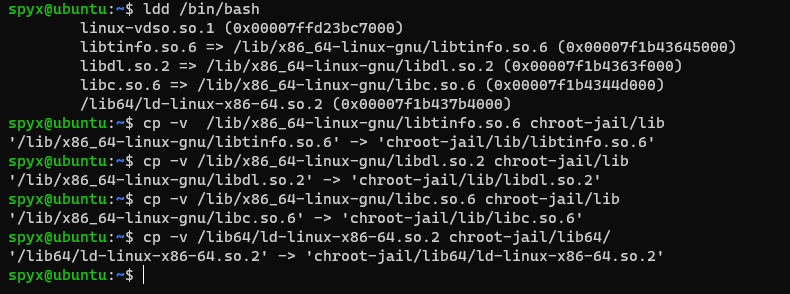 spyx@ubuntu:~$ ldd /bin/bash
linux-vdso.so.1 (0x00007ffd23bc7000)
libtinfo.so.6 => /lib/x86_64-linux-gnu/libtinfo.so.6 (0x00007f1b43645000)
libdl.so.2 => /lib/x86_64-linux-gnu/libdl.so.2 (0x00007f1b4363f000)
libc.so.6 => /lib/x86_64-linux-gnu/libc.so.6 (0x00007f1b4344d000)
/lib64/ld-linux-x86-64.so.2 (0x00007f1b437b4000)
spyx@ubuntu:~$ cp -v  /lib/x86_64-linux-gnu/libtinfo.so.6 chroot-jail/lib
'/lib/x86_64-linux-gnu/libtinfo.so.6' -> 'chroot-jail/lib/libtinfo.so.6'
spyx@ubuntu:~$ cp -v /lib/x86_64-linux-gnu/libdl.so.2 chroot-jail/lib
'/lib/x86_64-linux-gnu/libdl.so.2' -> 'chroot-jail/lib/libdl.so.2'
spyx@ubuntu:~$ cp -v /lib/x86_64-linux-gnu/libc.so.6 chroot-jail/lib
'/lib/x86_64-linux-gnu/libc.so.6' -> 'chroot-jail/lib/libc.so.6'
spyx@ubuntu:~$ cp -v /lib64/ld-linux-x86-64.so.2 chroot-jail/lib64/
'/lib64/ld-linux-x86-64.so.2' -> 'chroot-jail/lib64/ld-linux-x86-64.so.2'
spyx@ubuntu:~$